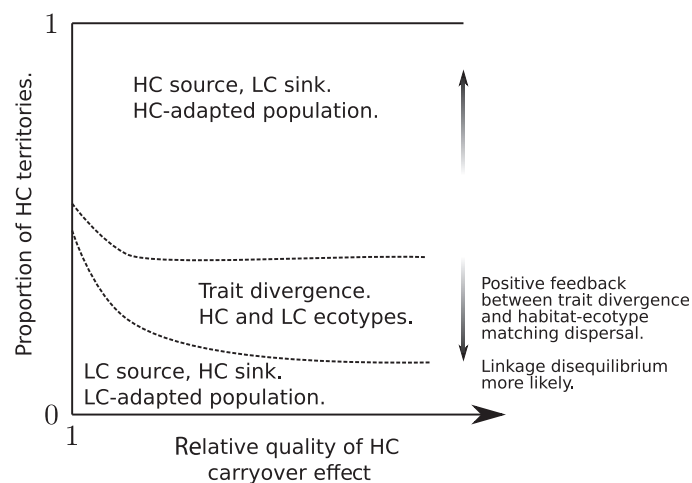 1
HC source, LC sink.
HC-adapted population.
Proportion of HC territories.
Trait divergence.
HC and LC ecotypes.
Positive feedback
between trait divergence
and habitat-ecotype
matching dispersal.
Linkage disequilibrium
more likely.
LC source, HC sink.
LC-adapted population.
0
1
Relative quality of HC
carryover effect